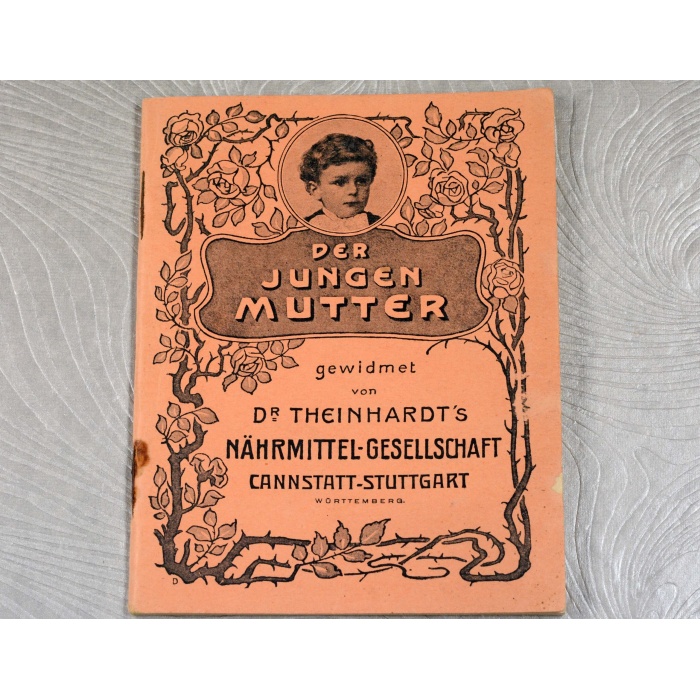 DER
JUNGEN
MUTTER
gewidmet
von
DR THEINHARDT'S
NÄHRMITTEL-GESELLSCHAFT
CANNSTATT-STUTTGART
WÜRTTEMBERG.
D